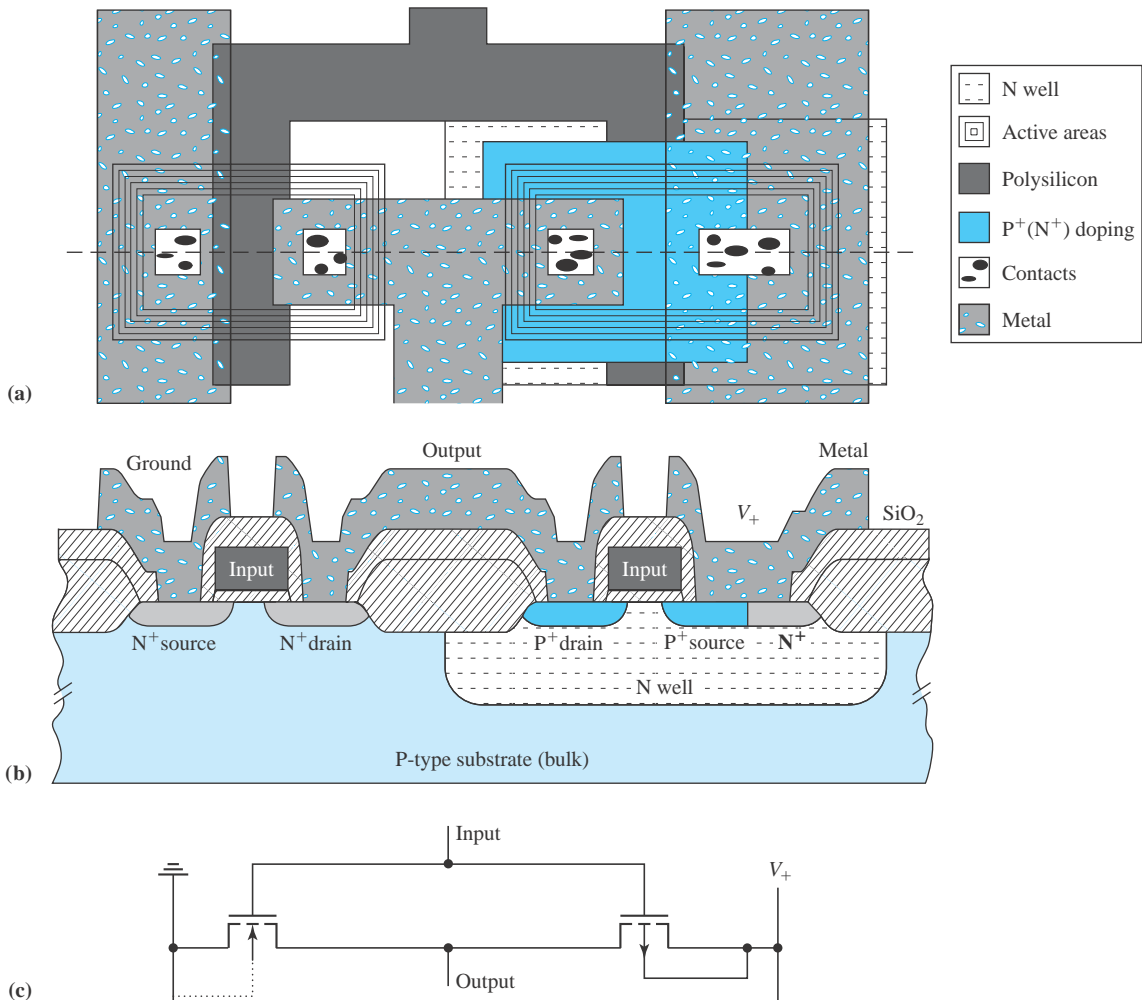 N well
Active areas
Polysilicon
P⁺(N⁺) doping
Contacts
Metal
(a)
Ground
Output
Metal
V₊
SiO₂
Input
Input
N⁺ source
N⁺ drain
P⁺ drain
P⁺ source
N⁺
N well
P-type substrate (bulk)
(b)
Input
V₊
Output
(c)